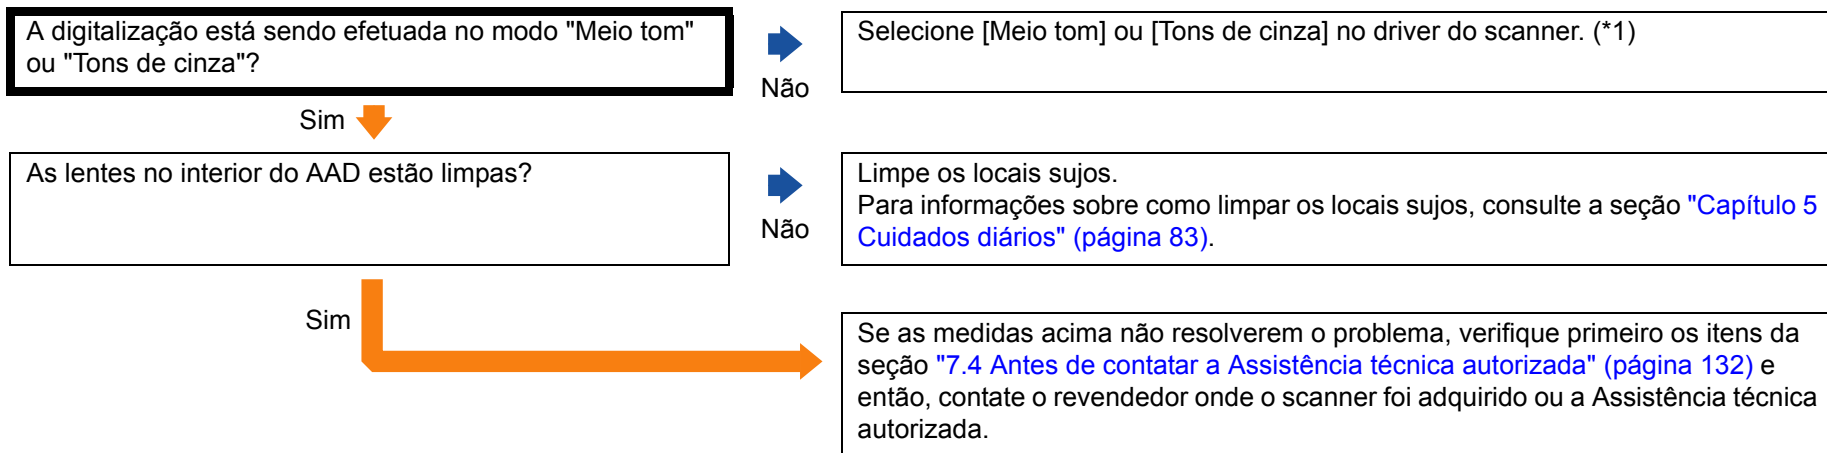 A digitalização está sendo efetuada no modo "Meio tom"
ou "Tons de cinza"?
Não
Selecione [Meio tom] ou [Tons de cinza] no driver do scanner. (*1)
Sim
As lentes no interior do AAD estão limpas?
Não
Limpe os locais sujos.
Para informações sobre como limpar os locais sujos, consulte a seção "Capítulo 5
Cuidados diários" (página 83).
Sim
Se as medidas acima não resolverem o problema, verifique primeiro os itens da
seção "7.4 Antes de contatar a Assistência técnica autorizada" (página 132) e
então, contate o revendedor onde o scanner foi adquirido ou a Assistência técnica
autorizada.